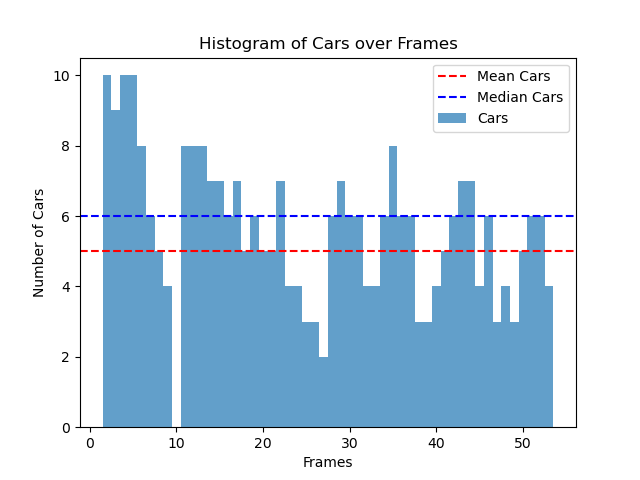 Histogram of Cars over Frames
Mean Cars
Median Cars
Cars
10
8
6
4
2
0
Number of Cars
0 10 20 30 40 50
Frames